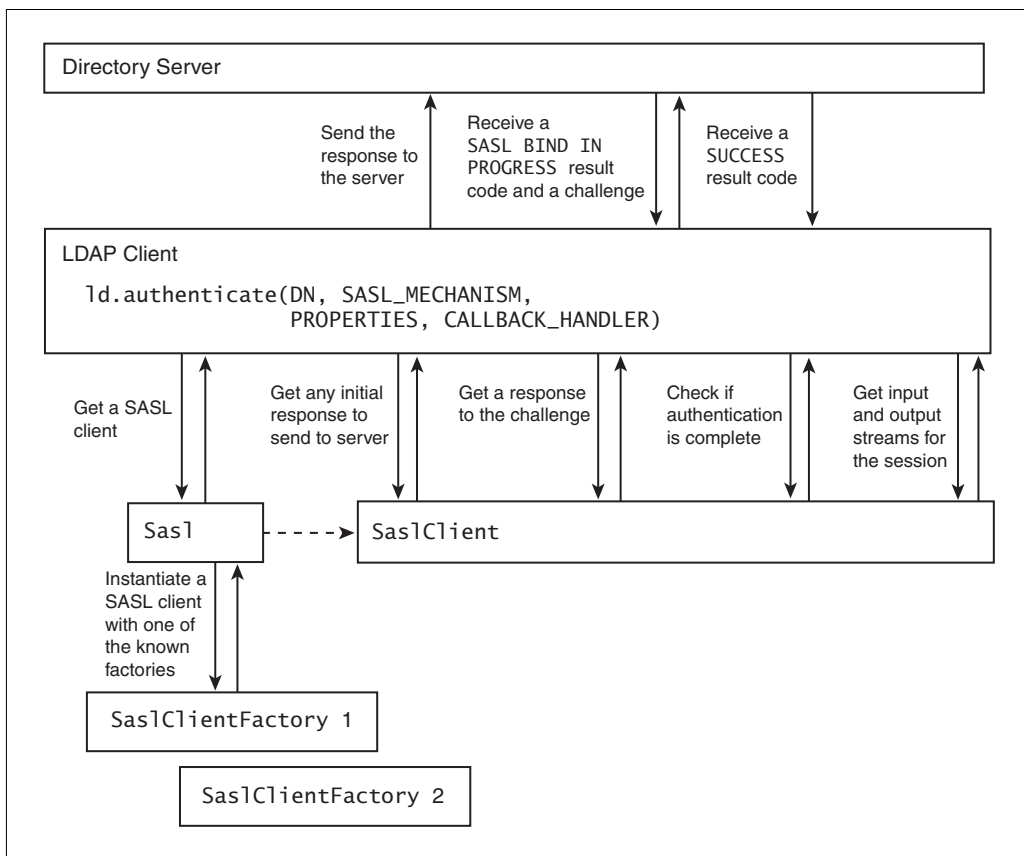 Directory Server
Send the
response to
the server
Receive a
SASL BIND IN
PROGRESS result
code and a challenge
Receive a
SUCCESS
result code
LDAP Client
ld.authenticate(DN, SASL_MECHANISM,
PROPERTIES, CALLBACK_HANDLER)
Get a SASL
client
Get any initial
response to
send to server
Get a response
to the challenge
Check if
authentication
is complete
Get input
and output
streams for
the session
Sasl
SaslClient
Instantiate a
SASL client
with one of
the known
factories
SaslClientFactory 1
SaslClientFactory 2